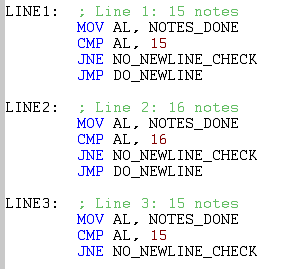 LINE1:  ; Line 1: 15 notes
        MOV AL, NOTES_DONE
        CMP AL, 15
        JNE NO_NEWLINE_CHECK
        JMP DO_NEWLINE

LINE2:  ; Line 2: 16 notes
        MOV AL, NOTES_DONE
        CMP AL, 16
        JNE NO_NEWLINE_CHECK
        JMP DO_NEWLINE

LINE3:  ; Line 3: 15 notes
        MOV AL, NOTES_DONE
        CMP AL, 15
        JNE NO_NEWLINE_CHECK